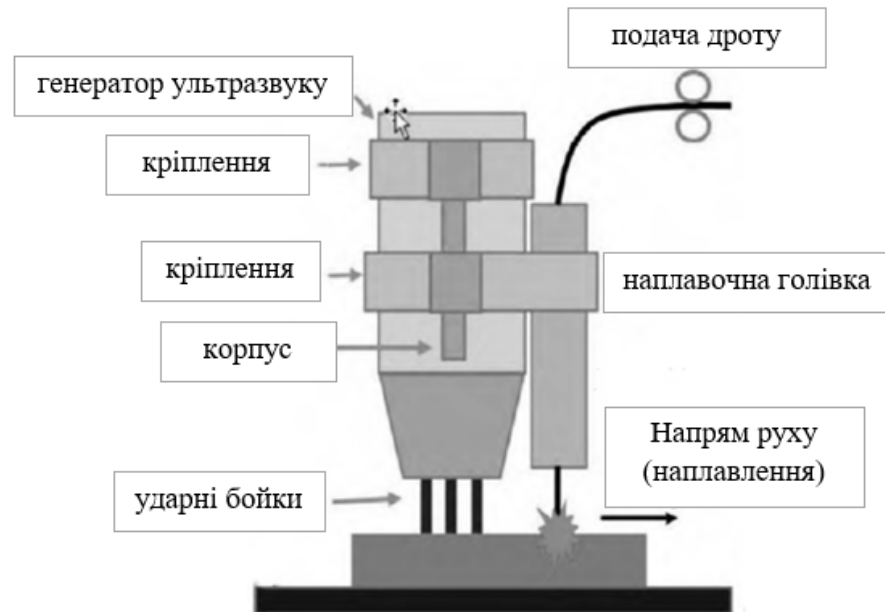 подача дроту
генератор ультразвуку
кріплення
кріплення
наплавочна голівка
корпус
Напрям руху
(наплавлення)
ударні бойки